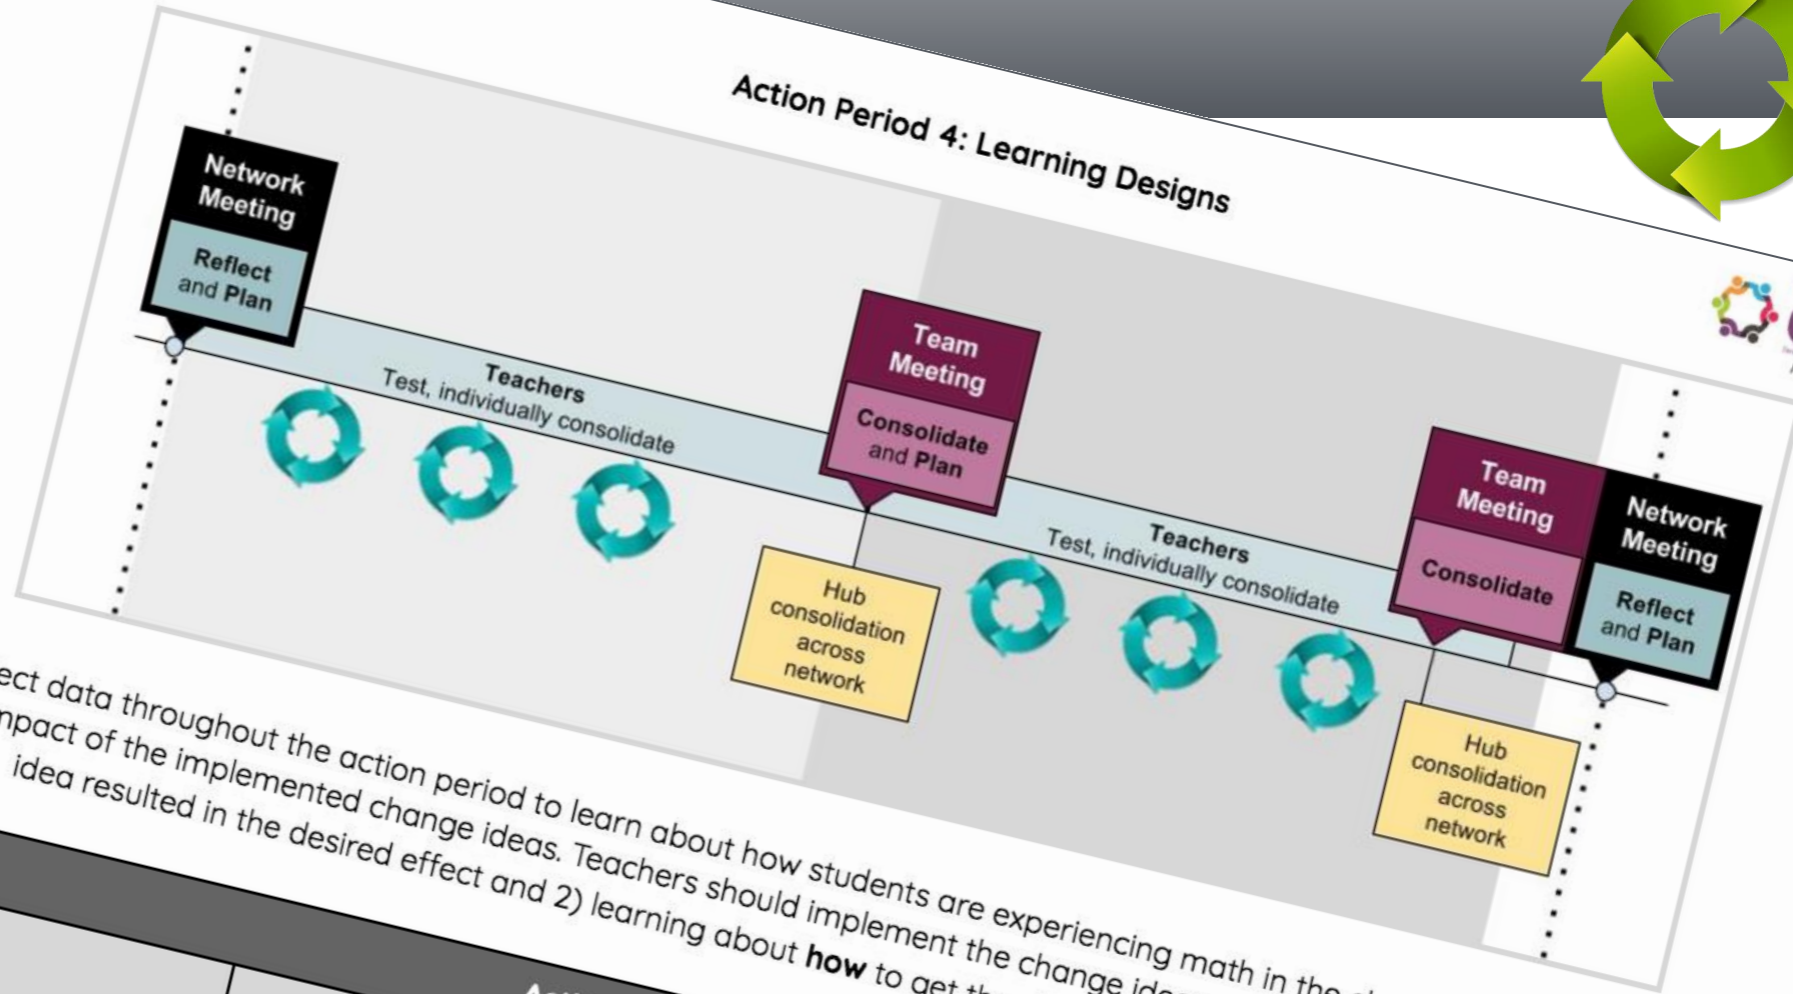 Action Period 4: Learning Designs
Network
Meeting
Reflect
and Plan
Teachers
Test, individually consolidate
Team
Meeting
Consolidate
and Plan
Hub
consolidation
across
network
Teachers
Test, individually consolidate
Team
Meeting
Consolidate
Network
Meeting
Reflect
and Plan
Hub
consolidation
across
network
data throughout the action period to learn about how students are experiencing math in the
of the implemented change ideas. Teachers should implement the change
idea resulted in the desired effect and 2) learning about how to get